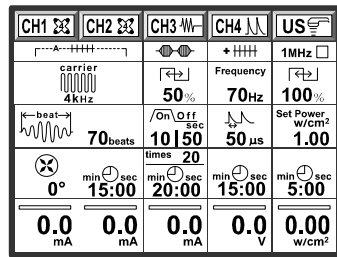 CH1 CH2 CH3 CH4 US
A + 1MHz
carrier
4kHz
50%
Frequency
70Hz
100%
beat
70beats
On Off
sec
10 50
50 µs
Set Power
w/cm²
1.00
0°
min sec
15:00
times 20
min sec
20:00
min sec
15:00
min sec
5:00
0.0
mA
0.0
mA
0.0
mA
0.0
V
0.00
w/cm²